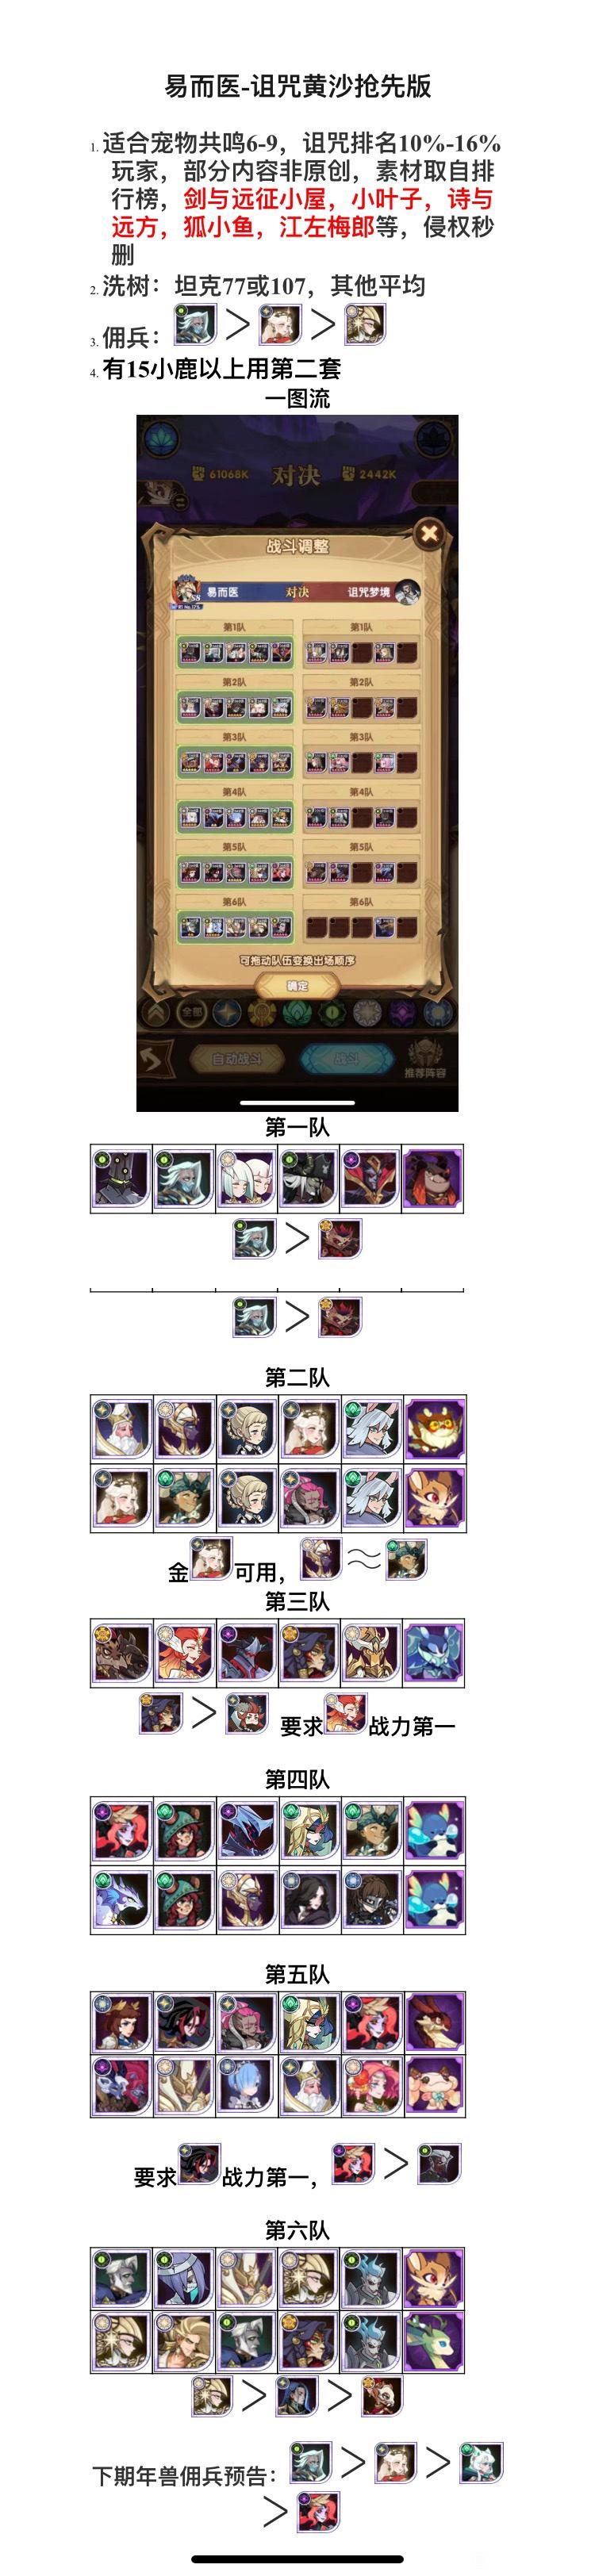 易而医-诅咒黄沙抢先版
1. 适合宠物共鸣6-9，诅咒排名10%-16%
玩家，部分内容非原创，素材取自排
行榜，剑与远征小屋，小叶子，诗与
远方，狐小鱼，江左梅郎等，侵权秒
删
2. 洗树：坦克77或107，其他平均
3. 佣兵： > >
4. 有15小鹿以上用第二套
一图流
61068K 对决 2442K
战斗调整
易而医 对决 诅咒梦境
第1队 第1队
第2队 第2队
第3队 第3队
第4队 第4队
第5队 第5队
第6队 第6队
可拖动队伍变换出场顺序
确定
全部
自动战斗 战斗
推荐阵容
第一队
>
>
第二队
金 可用， ≈
第三队
> 要求 战力第一
第四队
第五队
要求 战力第一， >
第六队
> >
下期年兽佣兵预告： > >
>